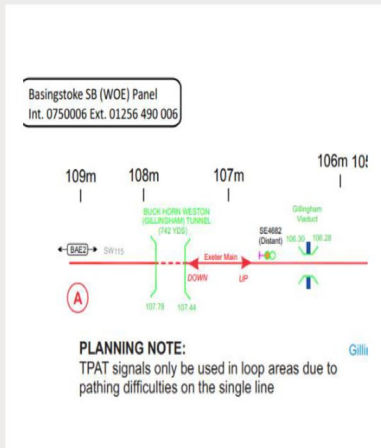 Basingstoke SB (WOE) Panel
Int. 0750006 Ext. 01256 490 006
109m 108m 107m 106m 105
BUCK HORN WESTON
(GILLINGHAM) TUNNEL
(742 YDS)
Gillingham
Viaduct
SE4682
(Distant)
106.30 106.28
BAE2 SW115
Exeter Main
DOWN UP
A
107.78 107.44
PLANNING NOTE:
TPAT signals only be used in loop areas due to
pathing difficulties on the single line
Gilli